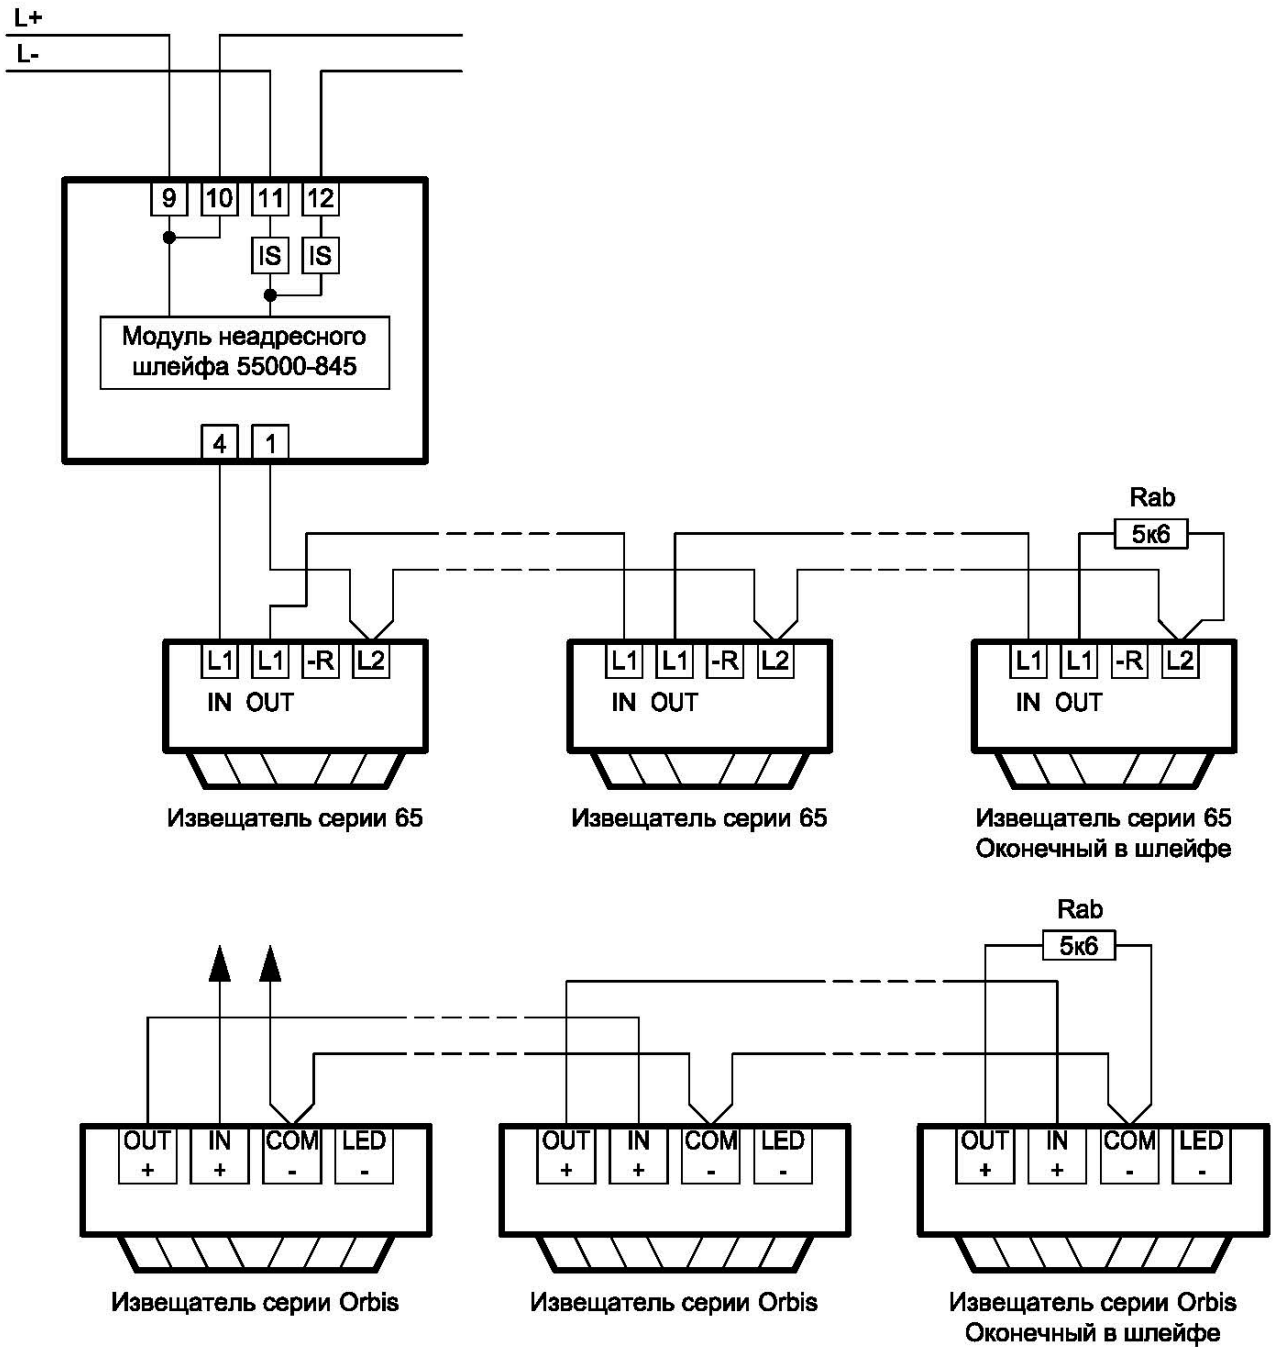 L+
L-
9 10 11 12
IS IS
Модуль неадресного
шлейфа 55000-845
4 1
Rab
5к6
L1 L1 -R L2
L1 L1 -R L2
L1 L1 -R L2
IN OUT
IN OUT
IN OUT
Извещатель серии 65
Извещатель серии 65
Извещатель серии 65
Оконечный в шлейфе
Rab
5к6
OUT IN COM LED
+ + - -
OUT IN COM LED
+ + - -
OUT IN COM LED
+ + - -
Извещатель серии Orbis
Извещатель серии Orbis
Извещатель серии Orbis
Оконечный в шлейфе